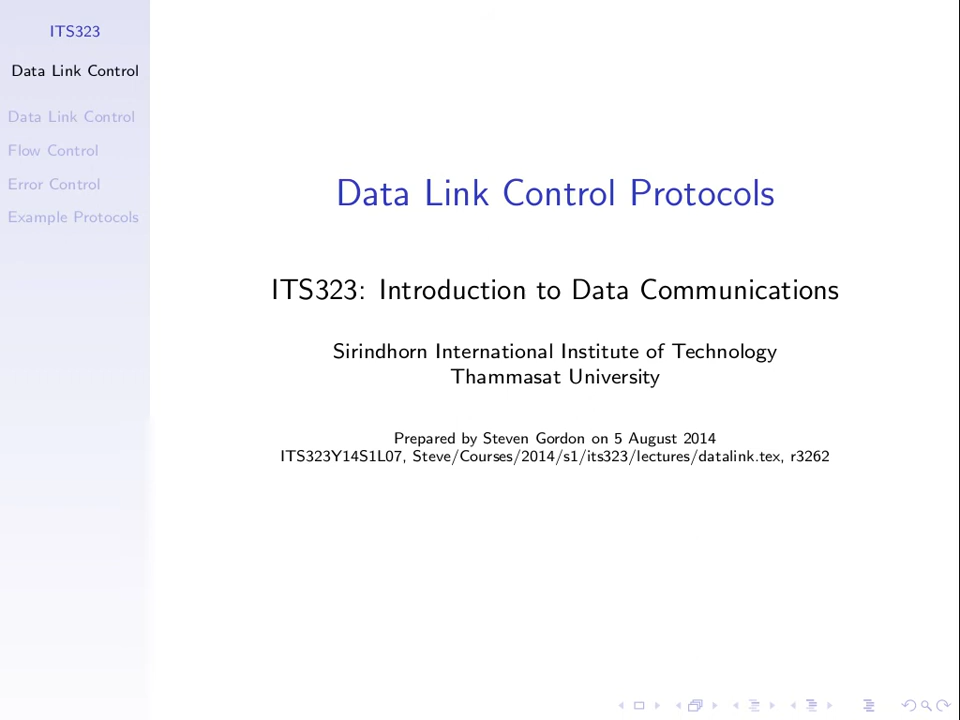 ITS323
Data Link Control
Data Link Control
Flow Control
Error Control
Example Protocols
Data Link Control Protocols
ITS323: Introduction to Data Communications
Sirindhorn International Institute of Technology
Thammasat University
Prepared by Steven Gordon on 5 August 2014
ITS323Y14S1L07, Steve/Courses/2014/s1/its323/lectures/datalink.tex, r3262